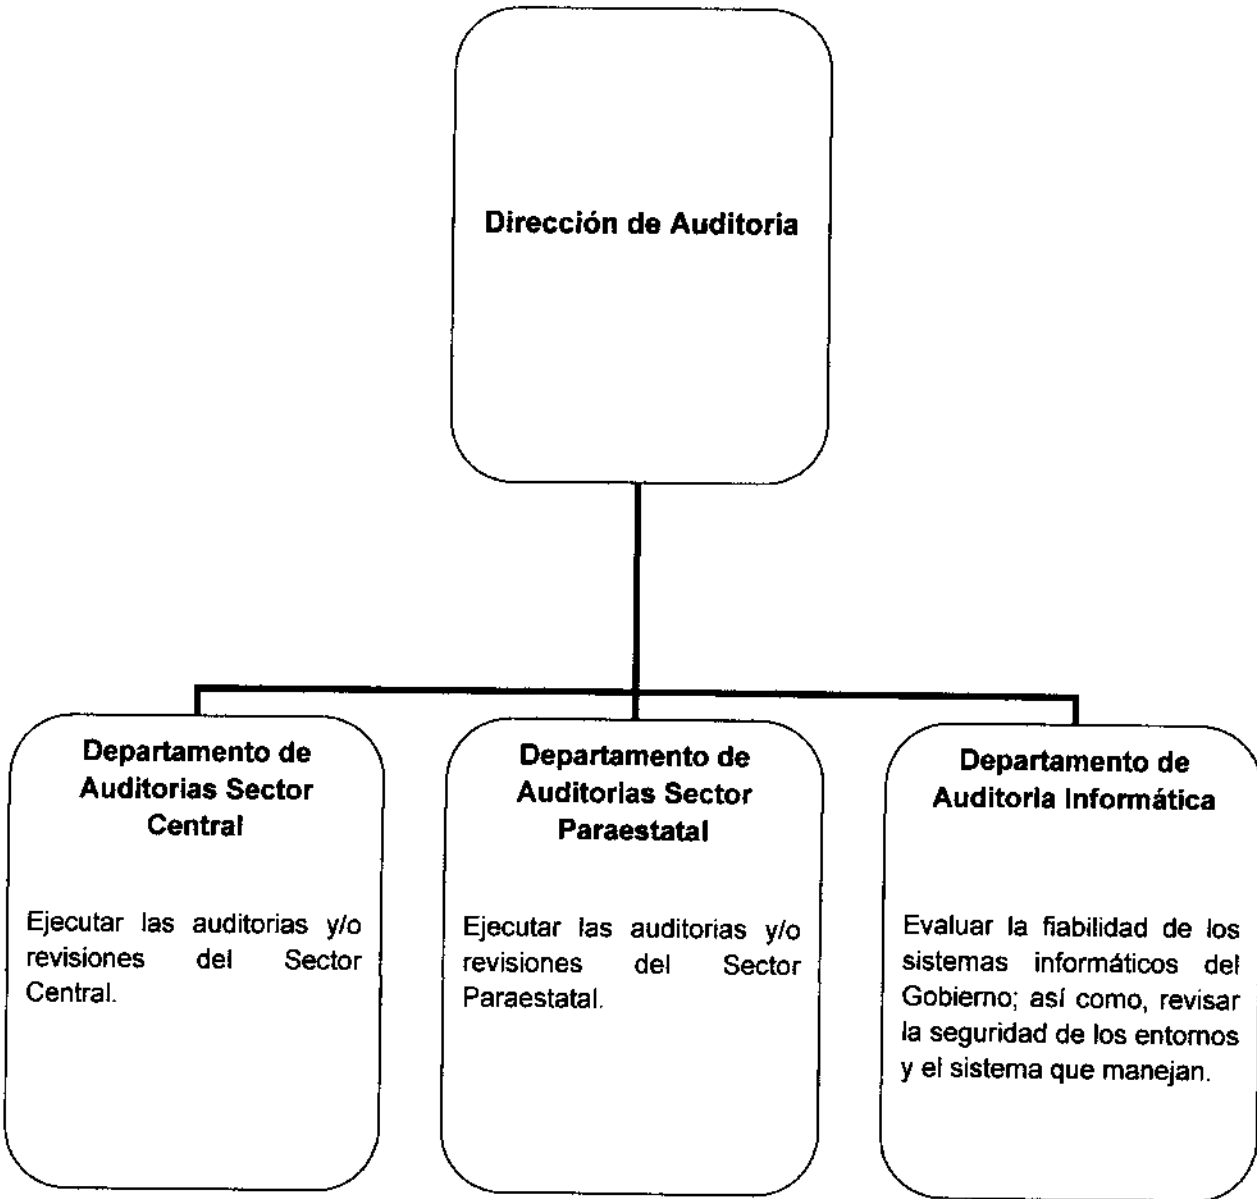 Dirección de Auditoria
Departamento de
Auditorias Sector
Central
Ejecutar las auditorias y/o
revisiones del Sector
Central.
Departamento de
Auditorias Sector
Paraestatal
Ejecutar las auditorias y/o
revisiones del Sector
Paraestatal.
Departamento de
Auditoria Informática
Evaluar la fiabilidad de los
sistemas informáticos del
Gobierno; así como, revisar
la seguridad de los entornos
y el sistema que manejan.